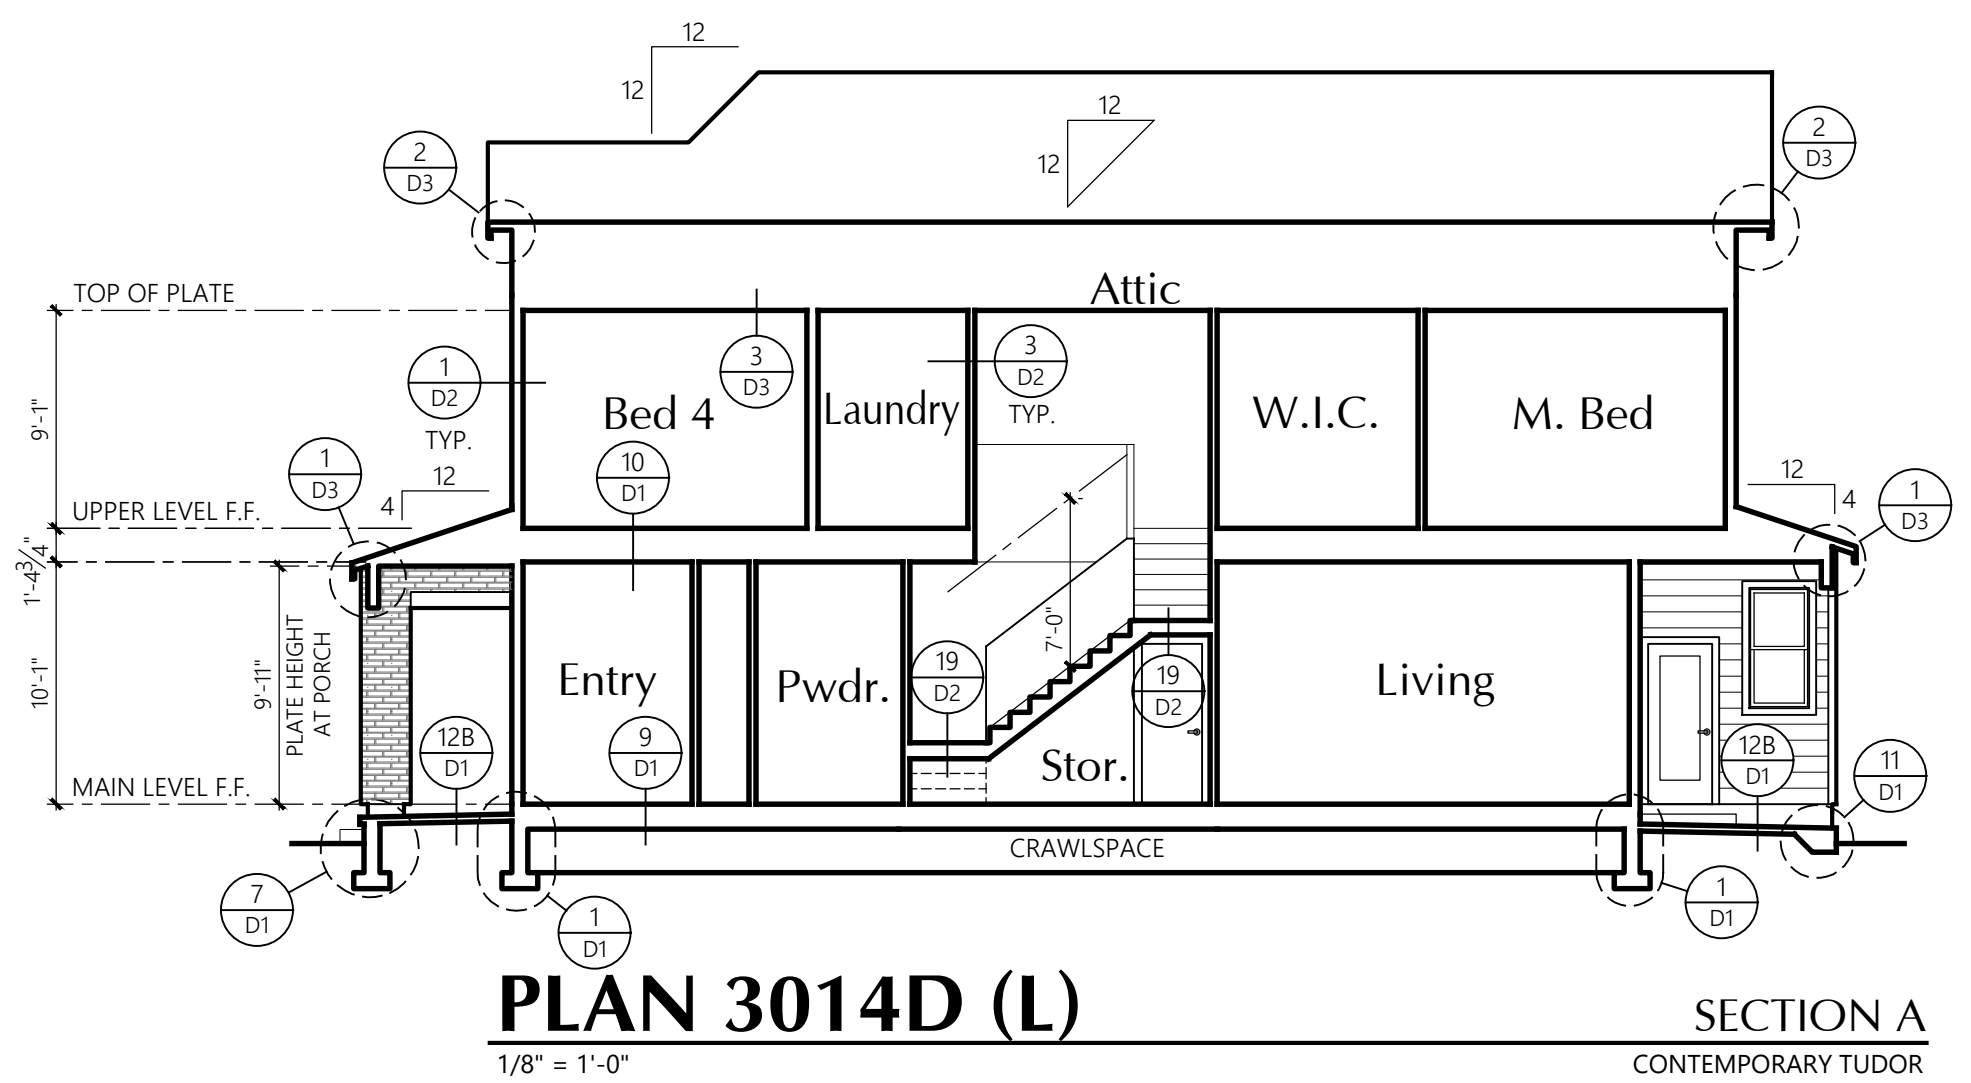 12
12
12
12
2
D3
2
D3
Attic
TOP OF PLATE
9'-1"
1
D2
TYP.
3
D3
3
D2
TYP.
Bed 4
Laundry
W.I.C.
M. Bed
10
D1
1
D3
12
4
12
4
1
D3
UPPER LEVEL F.F.
1'-4¾"
10'-1"
9'-11"
PLATE HEIGHT
AT PORCH
7'-0"
Entry
Pwdr.
19
D2
19
D2
Living
Stor.
12B
D1
9
D1
12B
D1
11
D1
MAIN LEVEL F.F.
CRAWLSPACE
7
D1
1
D1
1
D1
PLAN 3014D (L)
SECTION A
1/8" = 1'-0"
CONTEMPORARY TUDOR